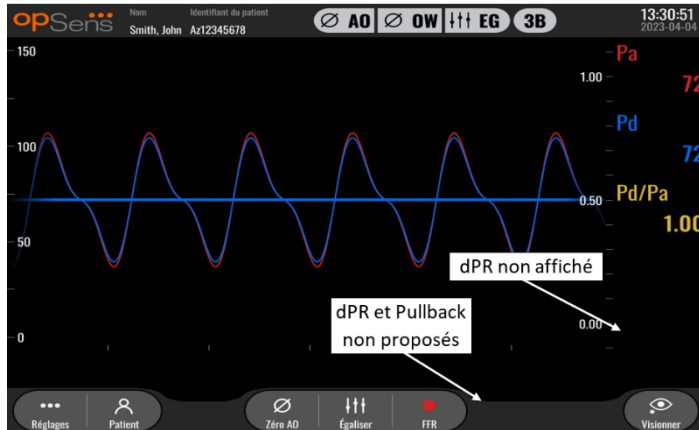 opSens
Nom
Identifiant du patient
Smith, John
Az12345678
AO
OW
EG
3B
13:30:51
2023-04-04
150
100
50
0
1.00
0.50
0.00
Pa
72
Pd
72
Pd/Pa
1.00
dPR non affiché
dPR et Pullback
non proposés
Réglages
Patient
Zéro AO
Égaliser
FFR
Visionner